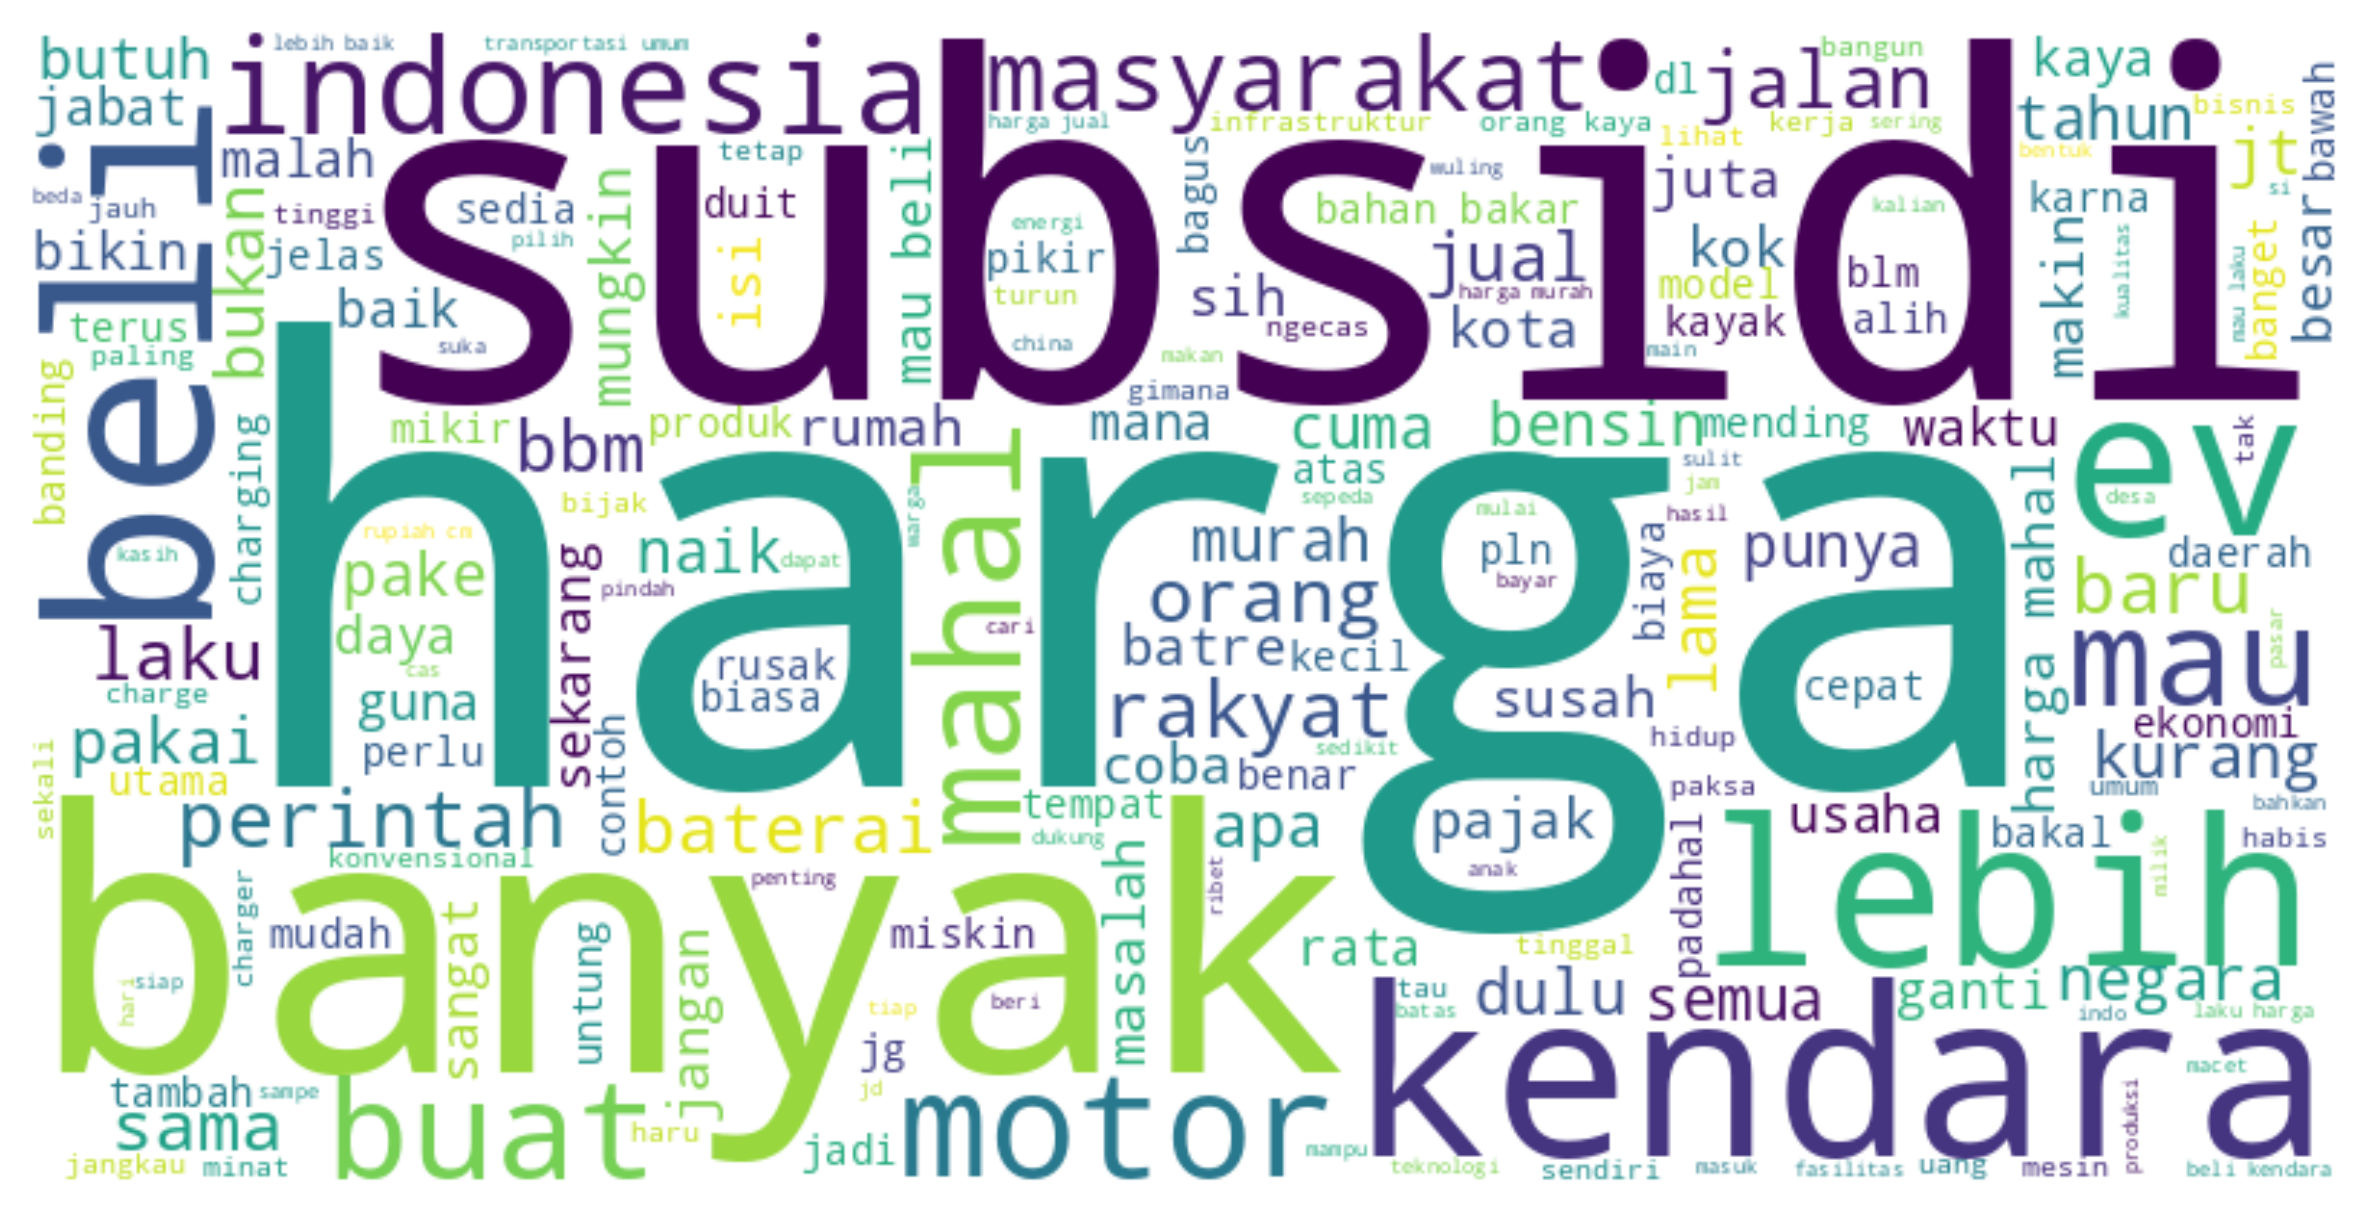 lebih baik
transportasi umum
bangun
butuh
indonesia
masyarakat
jalan
kaya
dl
jabat
harga jual
infrastruktur
orang kaya
lihat
kerja
sering
tahun
bisnis
bawah
malah
tetap
mau beli
bagus
wuling
subsidi
bentuk
jt
besar
beda
jauh
tinggi
bukan
sedia
duit
mungkin
juta
bahan bakar
kalian
karna
si
beli
bikin
jelas
pilih
isi
energi
pikir
turun
jual
kok
blm
makin
kualitas
mau laku
banget
baik
sih
harga murah
model
alih
terus
suka
china
ngecas
kota
kayak
paling
makan
main
banding
gimana
charging
mikir
bbm
produk
rumah
mana
cuma
bensin
mending
waktu
tak
ev
mahal
atas
sulit
harga mahal
bijak
marga
sepeda
jam
desa
harga
rupiah cm
kasih
sekarang
naik
dapat
murah
mulai
hasil
pln
biaya
punya
daerah
pake
pindah
orang
bayar
lama
baru
laku
daya
cari
batre
kecil
mau
pasar
cas
rusak
biasa
cepat
charge
guna
rakyat
susah
ekonomi
pakai
perlu
contoh
sedikit
hidup
kurang
sekali
utama
coba
benar
paksa
umum
perintah
baterai
tempat
apa
pajak
usaha
bakal
bahkan
habis
dukung
lebih
konvensional
masalah
padahal
milik
banyak
charger
penting
ribet
anak
mudah
sangat
untung
jangan
miskin
rata
tinggal
hari
siap
beri
tau
dulu
semua
ganti
negara
tiap
batas
indo
laku harga
jg
kendara
macet
tambah
sampe
buat
jd
motor
produksi
sama
haru
jadi
mampu
jangkau
minat
teknologi
sendiri
masuk
fasilitas
uang
mesin
beli kendara